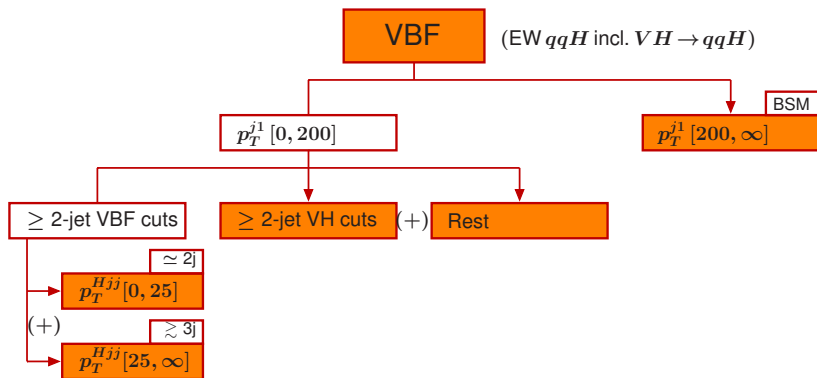 VBF
(EW qqH incl. VH → qqH)
BSM
p_T^{j1} [0, 200]
p_T^{j1} [200, ∞]
≥ 2-jet VBF cuts
≥ 2-jet VH cuts
(+)
Rest
≃ 2j
p_T^{Hjj} [0, 25]
(+)
≳ 3j
p_T^{Hjj} [25, ∞]